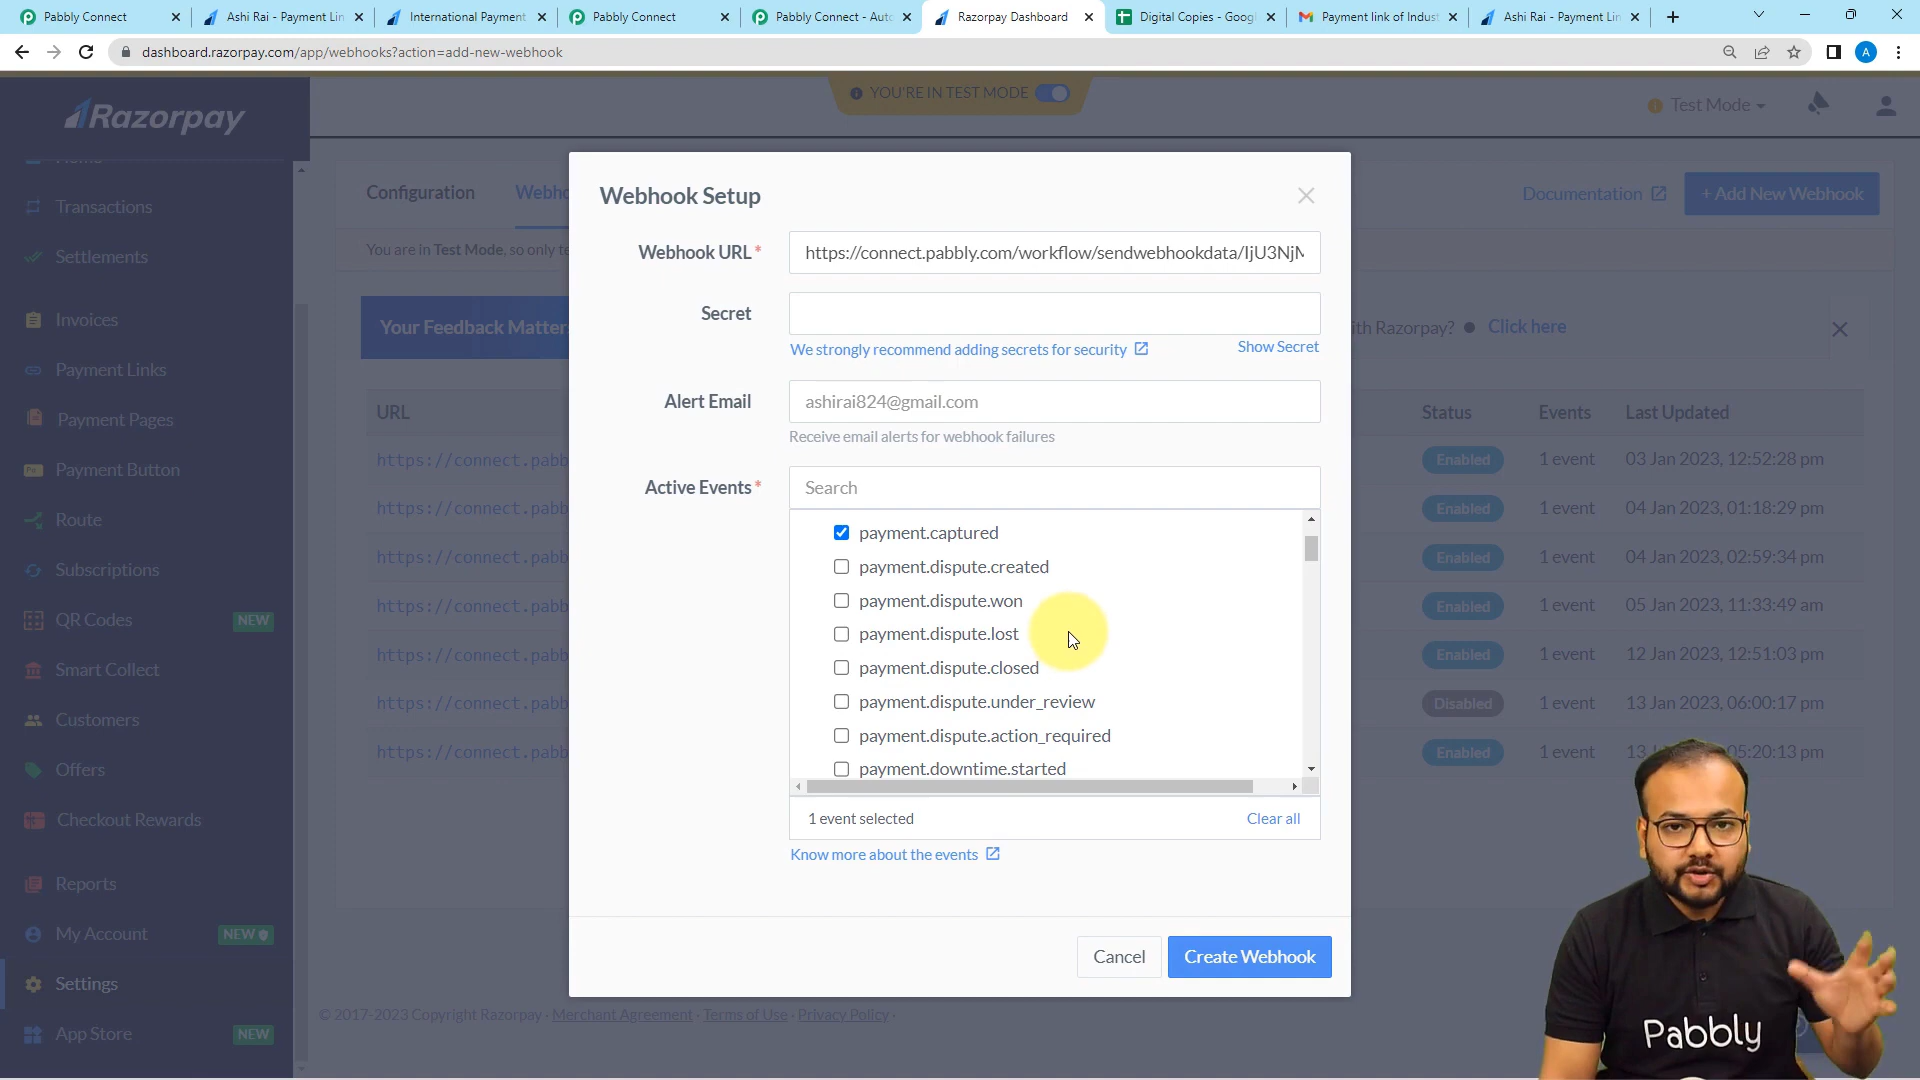 Pabbly Connect
Ashi Rai - Payment Lin
International Payment
Pabbly Connect
Pabbly Connect - Auto
Razorpay Dashboard
Digital Copies - Googl
Payment link of Indust
Ashi Rai - Payment Lin
dashboard.razorpay.com/app/webhooks?action=add-new-webhook
A
Razorpay
YOU'RE IN TEST MODE
Test Mode
Home
Transactions
Settlements
Invoices
Payment Links
Payment Pages
Payment Button
Route
Subscriptions
QR Codes NEW
Smart Collect
Customers
Offers
Checkout Rewards
Reports
My Account NEW
Settings
App Store NEW
Configuration
Webho
Documentation
+ Add New Webhook
You are in Test Mode, so only te
Your Feedback Matter
ith Razorpay? ● Click here
URL Status Events Last Updated
https://connect.pabb Enabled 1 event 03 Jan 2023, 12:52:28 pm
https://connect.pabb Enabled 1 event 04 Jan 2023, 01:18:29 pm
https://connect.pabb Enabled 1 event 04 Jan 2023, 02:59:34 pm
https://connect.pabb Enabled 1 event 05 Jan 2023, 11:33:49 am
https://connect.pabb Enabled 1 event 12 Jan 2023, 12:51:03 pm
https://connect.pabb Disabled 1 event 13 Jan 2023, 06:00:17 pm
https://connect.pabb Enabled 1 event 13 05:20:13 pm
Webhook Setup
Webhook URL*
https://connect.pabbly.com/workflow/sendwebhookdata/IjU3NjN
Secret
We strongly recommend adding secrets for security
Show Secret
Alert Email
ashirai824@gmail.com
Receive email alerts for webhook failures
Active Events*
Search
payment.captured
payment.dispute.created
payment.dispute.won
payment.dispute.lost
payment.dispute.closed
payment.dispute.under_review
payment.dispute.action_required
payment.downtime.started
1 event selected
Clear all
Know more about the events
Cancel
Create Webhook
© 2017-2023 Copyright Razorpay · Merchant Agreement · Terms of Use · Privacy Policy ·
Pabbly